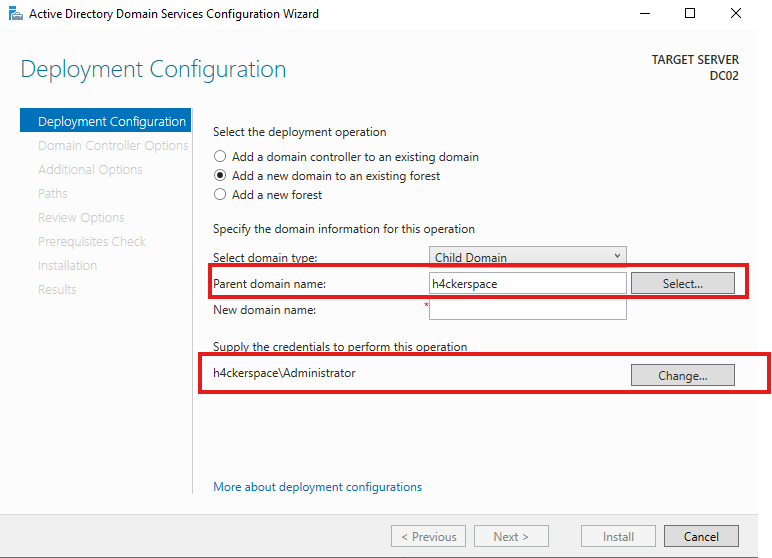 Active Directory Domain Services Configuration Wizard
Deployment Configuration
TARGET SERVER
DC02
Deployment Configuration
Domain Controller Options
Additional Options
Paths
Review Options
Prerequisites Check
Installation
Results
Select the deployment operation
Add a domain controller to an existing domain
Add a new domain to an existing forest
Add a new forest
Specify the domain information for this operation
Select domain type: Child Domain
Parent domain name: h4ckerspace Select...
New domain name: *
Supply the credentials to perform this operation
h4ckerspace\Administrator Change...
More about deployment configurations
< Previous Next > Install Cancel